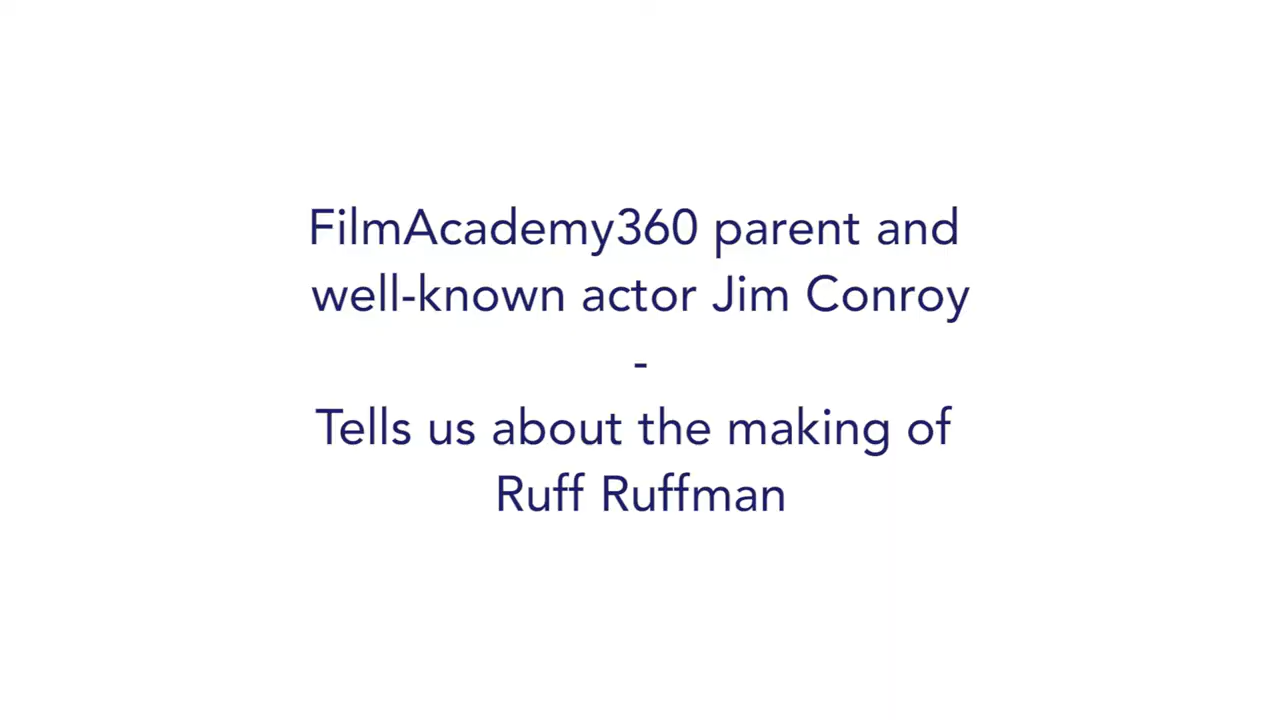 FilmAcademy360 parent and
well-known actor Jim Conroy
-
Tells us about the making of
Ruff Ruffman